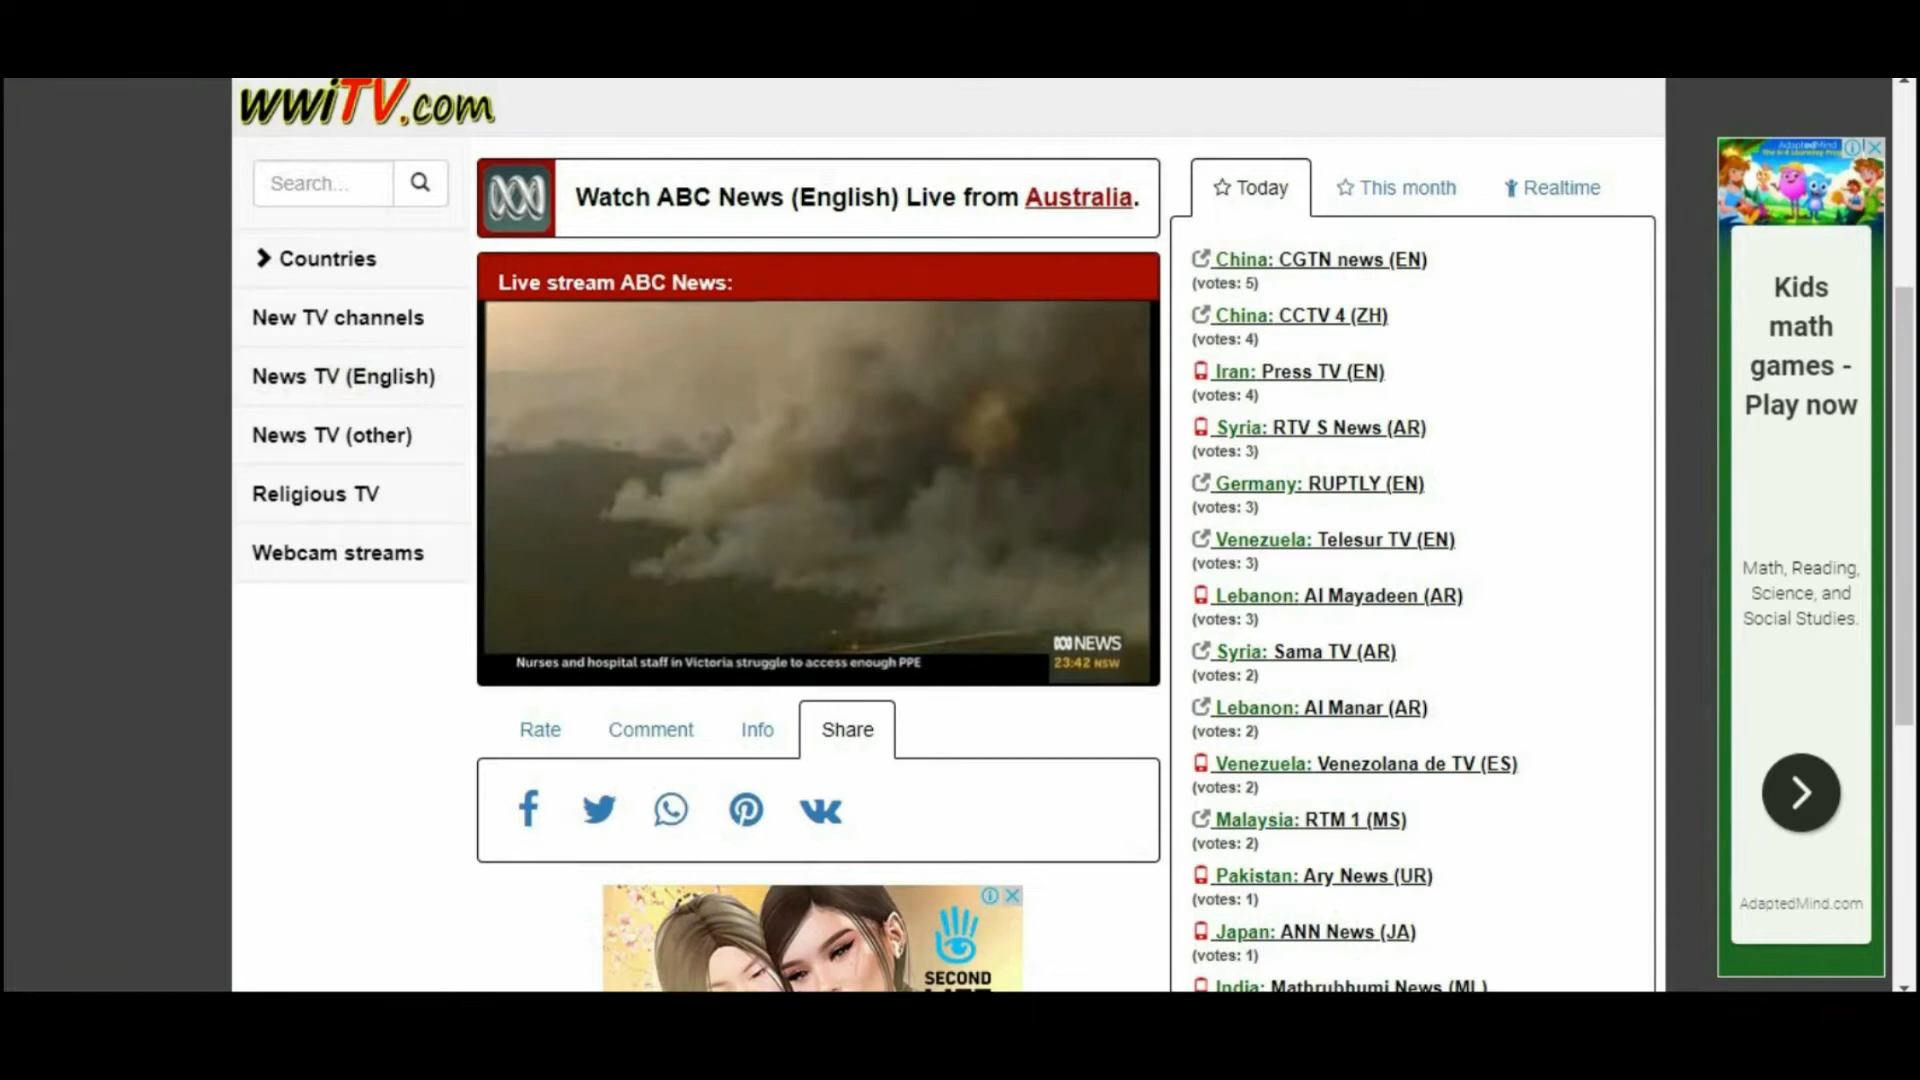 wwiTV.com
Search...
Countries
New TV channels
News TV (English)
News TV (other)
Religious TV
Webcam streams
Watch ABC News (English) Live from Australia.
Live stream ABC News:
NEWS
Nurses and hospital staff in Victoria struggle to access enough PPE
23:42 NSW
Rate Comment Info Share
SECOND
Today This month Realtime
China: CGTN news (EN)
(votes: 5)
China: CCTV 4 (ZH)
(votes: 4)
Iran: Press TV (EN)
(votes: 4)
Syria: RTV S News (AR)
(votes: 3)
Germany: RUPTLY (EN)
(votes: 3)
Venezuela: Telesur TV (EN)
(votes: 3)
Lebanon: Al Mayadeen (AR)
(votes: 3)
Syria: Sama TV (AR)
(votes: 2)
Lebanon: Al Manar (AR)
(votes: 2)
Venezuela: Venezolana de TV (ES)
(votes: 2)
Malaysia: RTM 1 (MS)
(votes: 2)
Pakistan: Ary News (UR)
(votes: 1)
Japan: ANN News (JA)
(votes: 1)
India: Mathrubhumi News (ML)
AdaptedMind
Kids
math
games -
Play now
Math, Reading,
Science, and
Social Studies.
AdaptedMind.com